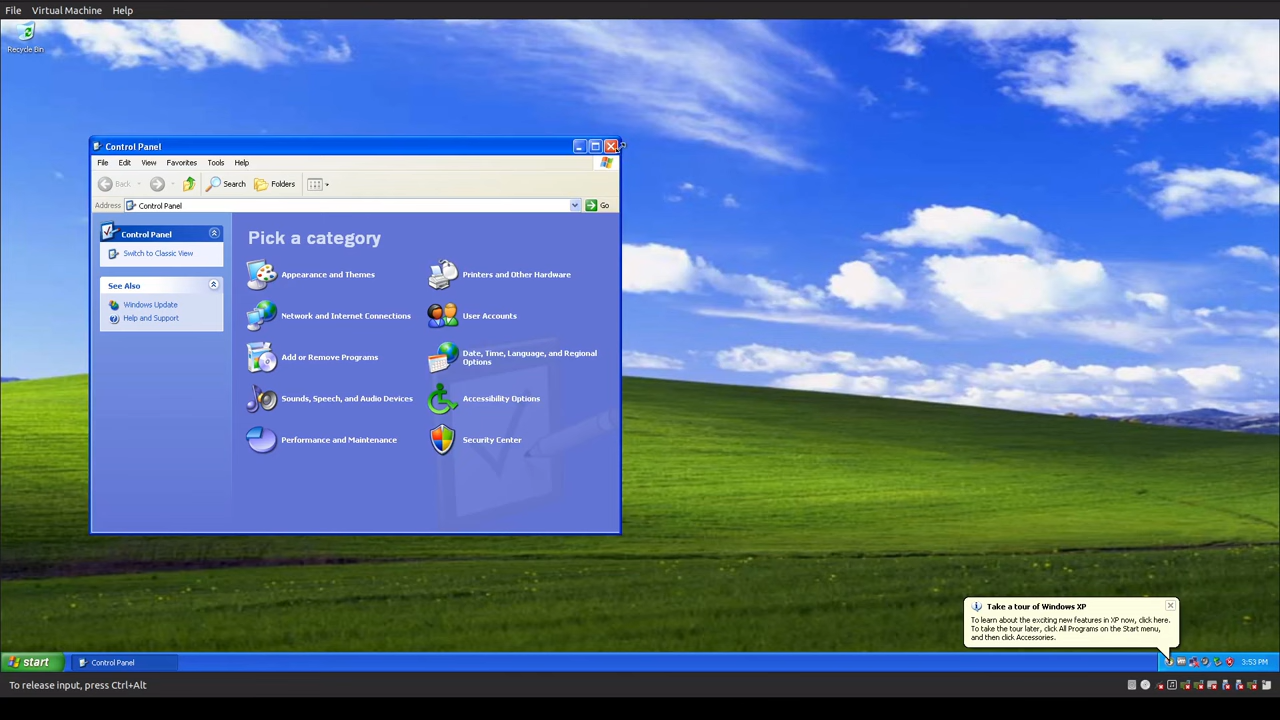 File Virtual Machine Help
Recycle Bin
Control Panel
File Edit View Favorites Tools Help
Back Search Folders
Address Control Panel Go
Control Panel
Switch to Classic View
See Also
Windows Update
Help and Support
Pick a category
Appearance and Themes
Printers and Other Hardware
Network and Internet Connections
User Accounts
Add or Remove Programs
Date, Time, Language, and Regional
Options
Sounds, Speech, and Audio Devices
Accessibility Options
Performance and Maintenance
Security Center
Take a tour of Windows XP
To learn about the exciting new features in XP now, click here.
To take the tour later, click All Programs on the Start menu,
and then click Accessories.
start Control Panel 3:53 PM
To release input, press Ctrl+Alt